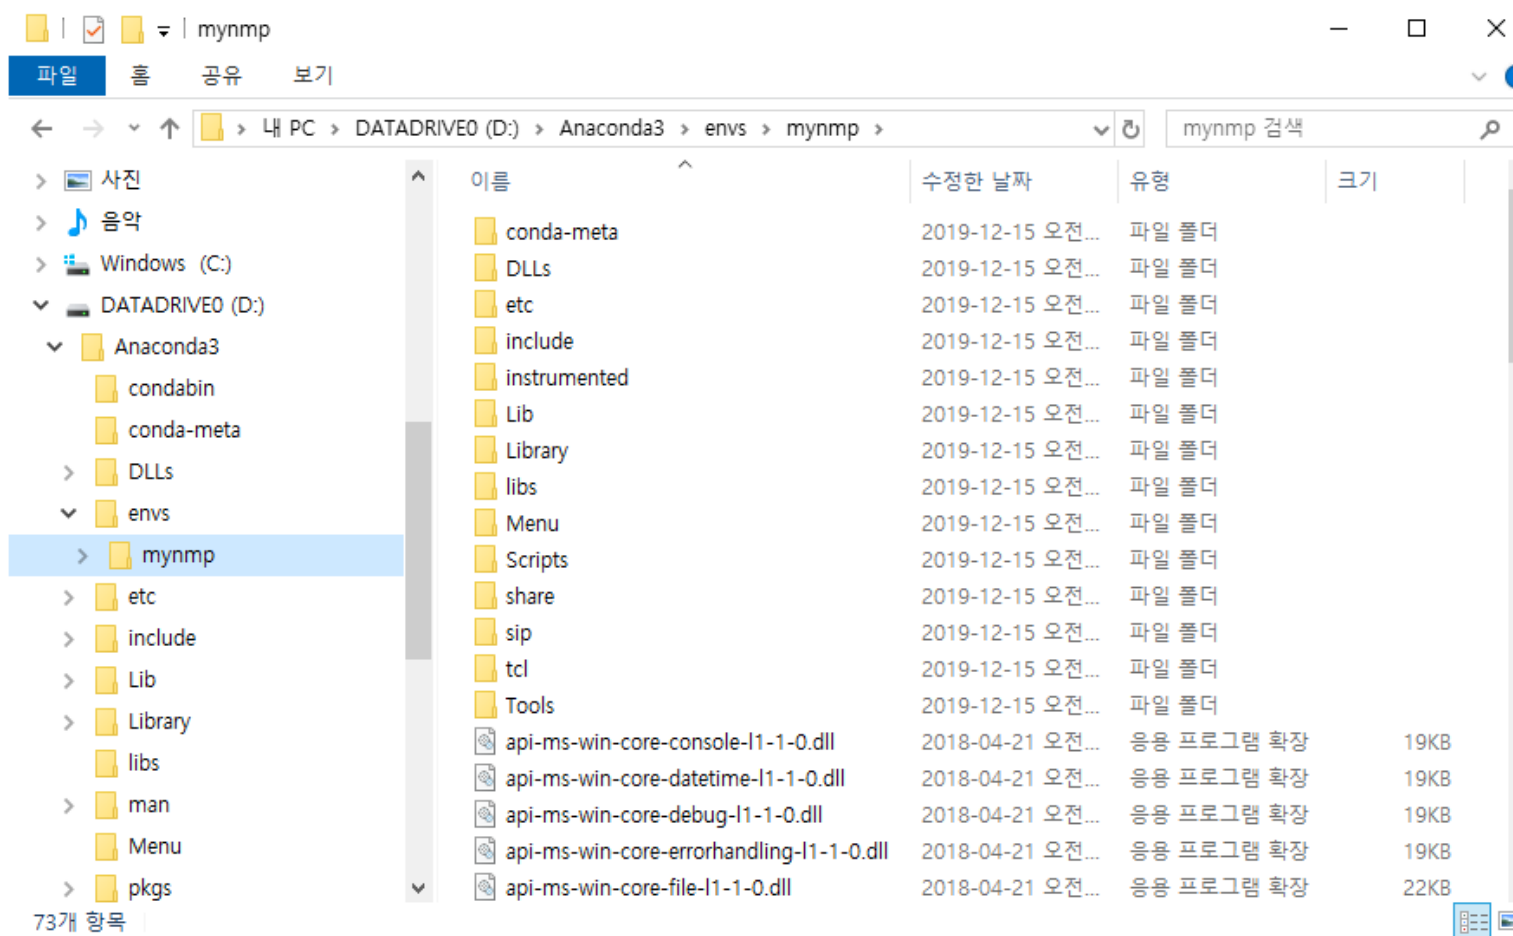 mynmp
파일 홈 공유 보기
내 PC > DATADRIVE0 (D:) > Anaconda3 > envs > mynmp >
mynmp 검색
사진
음악
Windows (C:)
DATADRIVE0 (D:)
Anaconda3
condabin
conda-meta
DLLs
envs
mynmp
etc
include
Lib
Library
libs
man
Menu
pkgs
이름 수정한 날짜 유형 크기
conda-meta 2019-12-15 오전... 파일 폴더
DLLs 2019-12-15 오전... 파일 폴더
etc 2019-12-15 오전... 파일 폴더
include 2019-12-15 오전... 파일 폴더
instrumented 2019-12-15 오전... 파일 폴더
Lib 2019-12-15 오전... 파일 폴더
Library 2019-12-15 오전... 파일 폴더
libs 2019-12-15 오전... 파일 폴더
Menu 2019-12-15 오전... 파일 폴더
Scripts 2019-12-15 오전... 파일 폴더
share 2019-12-15 오전... 파일 폴더
sip 2019-12-15 오전... 파일 폴더
tcl 2019-12-15 오전... 파일 폴더
Tools 2019-12-15 오전... 파일 폴더
api-ms-win-core-console-l1-1-0.dll 2018-04-21 오전... 응용 프로그램 확장 19KB
api-ms-win-core-datetime-l1-1-0.dll 2018-04-21 오전... 응용 프로그램 확장 19KB
api-ms-win-core-debug-l1-1-0.dll 2018-04-21 오전... 응용 프로그램 확장 19KB
api-ms-win-core-errorhandling-l1-1-0.dll 2018-04-21 오전... 응용 프로그램 확장 19KB
api-ms-win-core-file-l1-1-0.dll 2018-04-21 오전... 응용 프로그램 확장 22KB
73개 항목